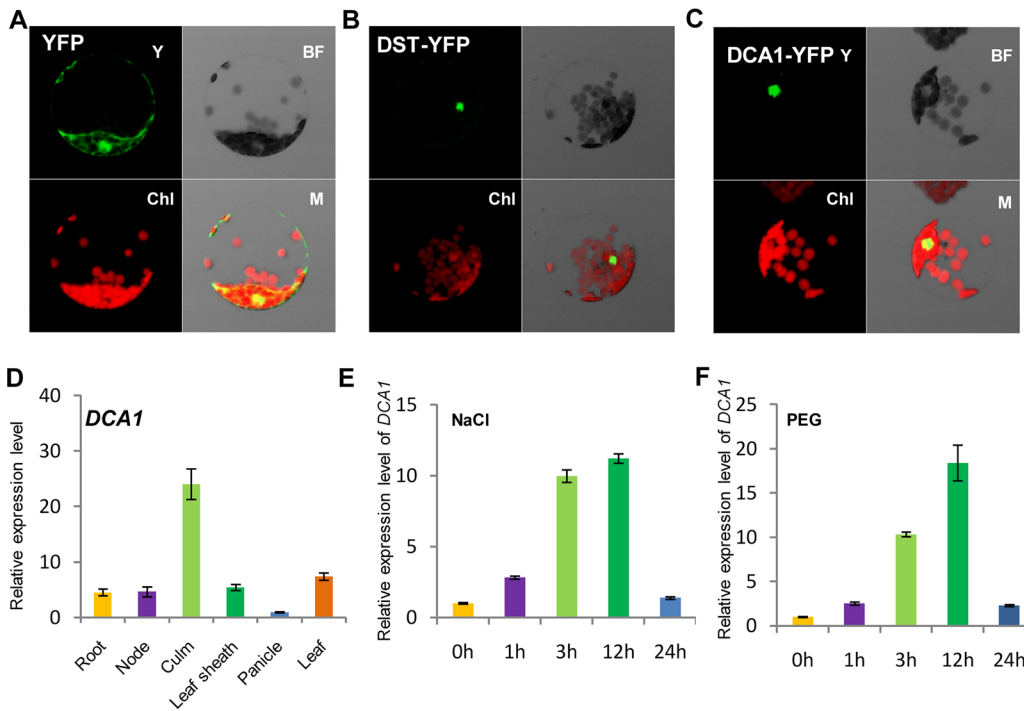 A
YFP
Y
BF
Chl
M
B
DST-YFP
BF
Chl
C
DCA1-YFP Y
BF
Chl
M
D
Relative expression level
40
30
20
10
0
DCA1
Root
Node
Culm
Leaf sheath
Panicle
Leaf
E
Relative expression level of DCA1
15
10
5
0
NaCl
0h 1h 3h 12h 24h
F
Relative expression level of DCA1
25
20
15
10
5
0
PEG
0h 1h 3h 12h 24h